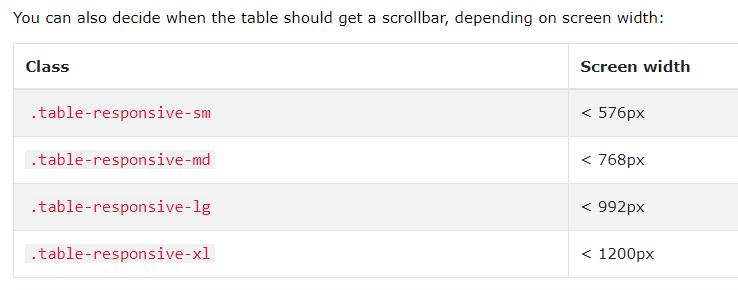 You can also decide when the table should get a scrollbar, depending on screen width:
Class Screen width
.table-responsive-sm < 576px
.table-responsive-md < 768px
.table-responsive-lg < 992px
.table-responsive-xl < 1200px